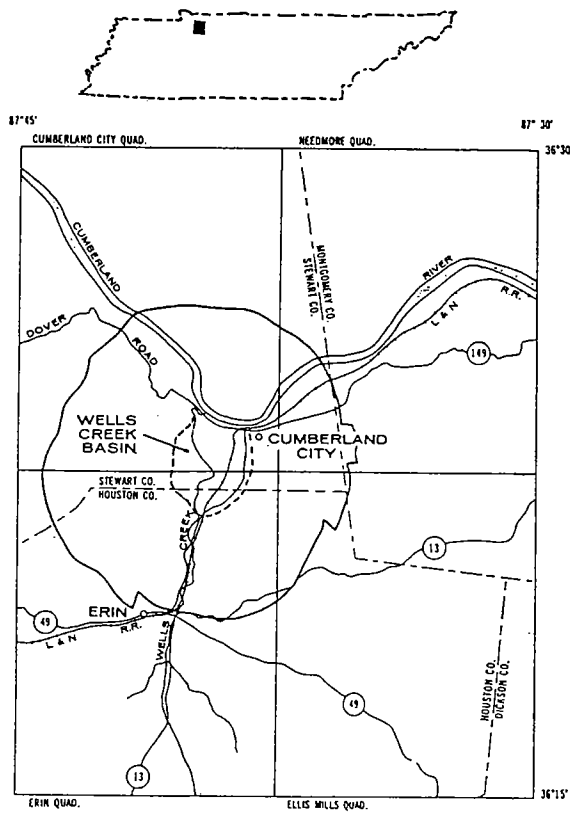 87°45'
87° 30'
CUMBERLAND CITY QUAD.
NEEDMORE QUAD.
36°30
CUMBERLAND
RIVER
MONTGOMERY CO.
STEWART CO.
L & N
R.R.
DOVER
ROAD
149
WELLS
CREEK
BASIN
CUMBERLAND
CITY
STEWART CO.
HOUSTON CO.
CREEK
13
ERIN
49
L & N
R.R.
WELLS
HOUSTON CO.
DICKSON CO.
49
13
36°15'
ERIN QUAD.
ELLIS MILLS QUAD.